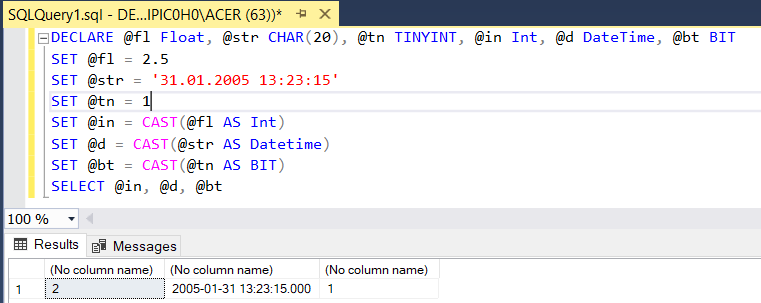 SQLQuery1.sql - DE...IPIC0H0\ACER (63))*
DECLARE @fl Float, @str CHAR(20), @tn TINYINT, @in Int, @d DateTime, @bt BIT
SET @fl = 2.5
SET @str = '31.01.2005 13:23:15'
SET @tn = 1
SET @in = CAST(@fl AS Int)
SET @d = CAST(@str AS Datetime)
SET @bt = CAST(@tn AS BIT)
SELECT @in, @d, @bt
100 %
Results Messages
(No column name) (No column name) (No column name)
1 2 2005-01-31 13:23:15.000 1